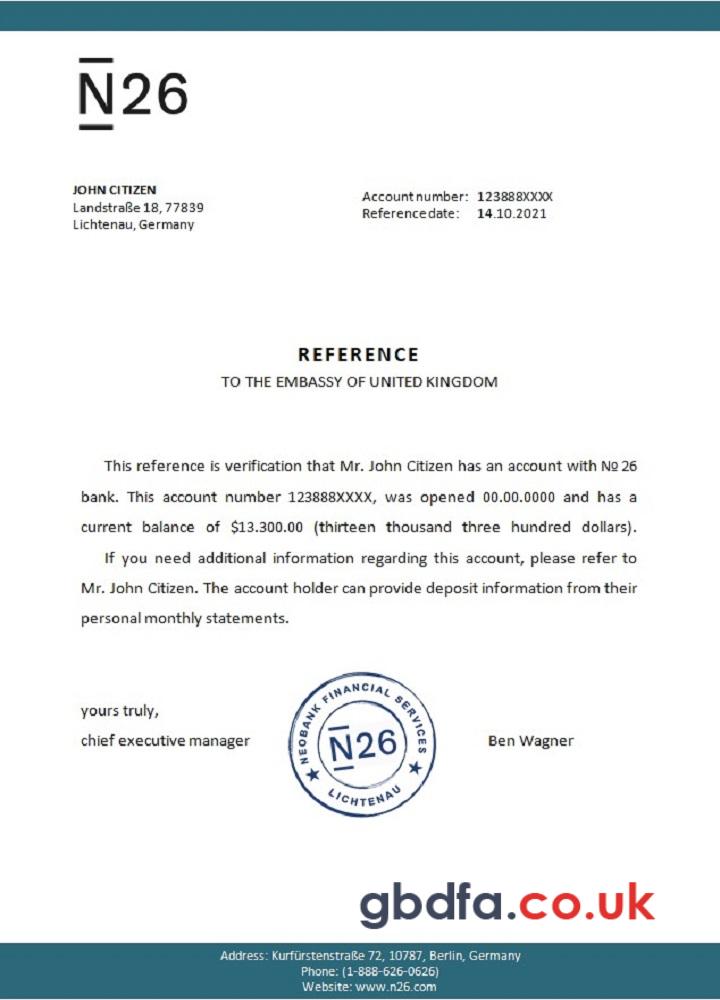 N26
JOHN CITIZEN
Landstraße 18, 77839
Lichtenau, Germany
Account number: 123888XXXX
Reference date: 14.10.2021
REFERENCE
TO THE EMBASSY OF UNITED KINGDOM
This reference is verification that Mr. John Citizen has an account with № 26
bank. This account number 123888XXXX, was opened 00.00.0000 and has a
current balance of $13.300.00 (thirteen thousand three hundred dollars).
If you need additional information regarding this account, please refer to
Mr. John Citizen. The account holder can provide deposit information from their
personal monthly statements.
yours truly,
chief executive manager
NEOBANK FINANCIAL SERVICES
N26
LICHTENAU
Ben Wagner
gbdfa.co.uk
Address: Kurfürstenstraße 72, 10787, Berlin, Germany
Phone: (1-888-626-0626)
Website: www.n26.com